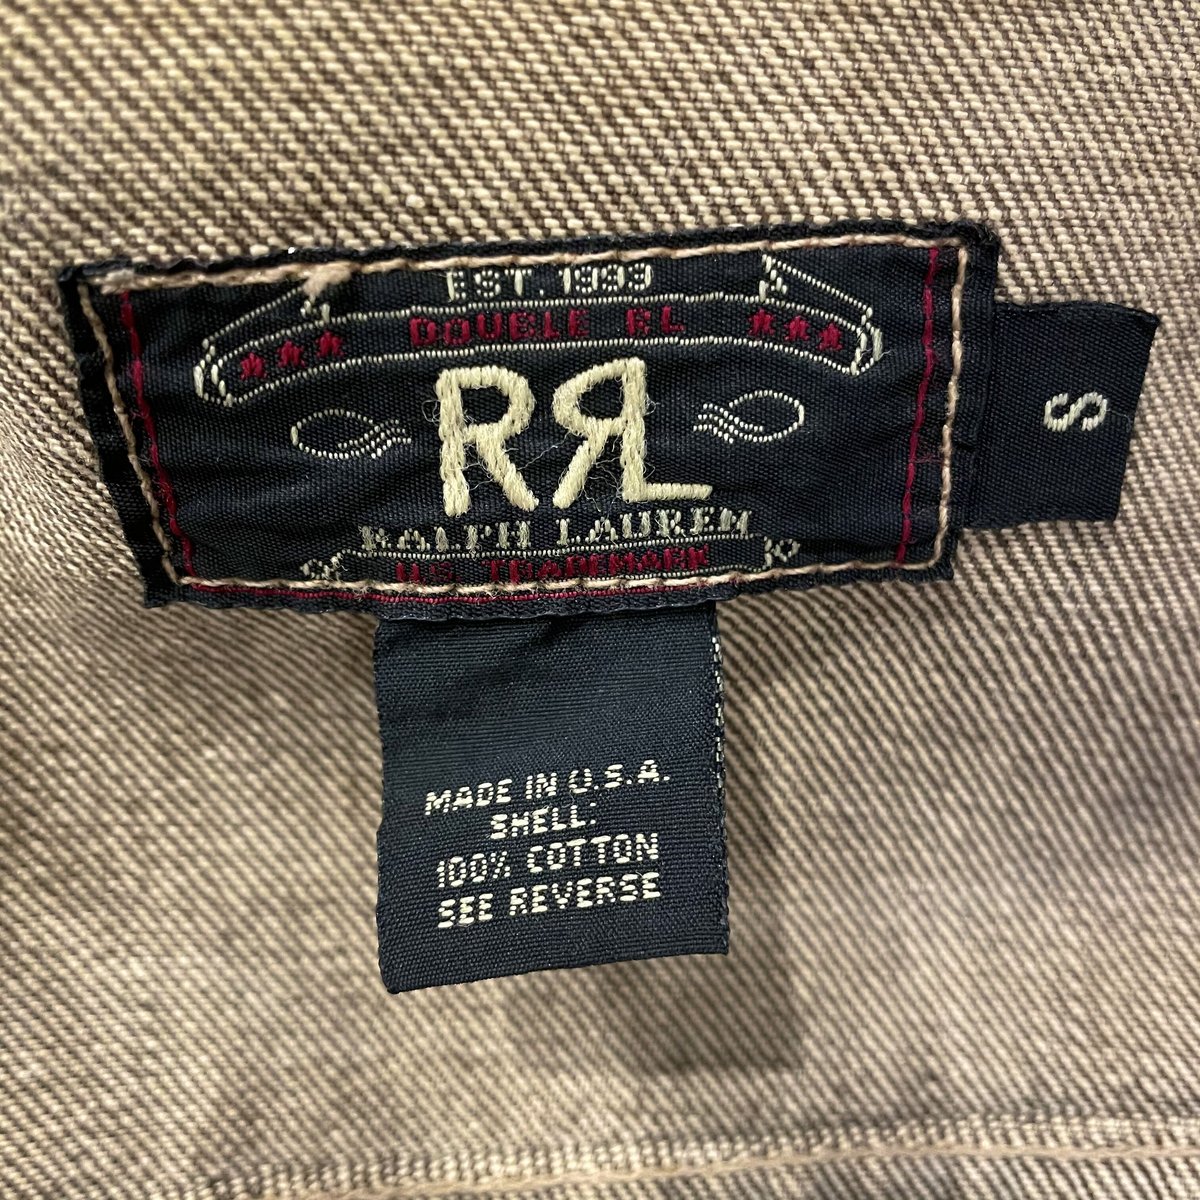 EST. 1993
★★★ DOUBLE RL ★★★
RRL
RALPH LAUREN
U.S. TRADEMARK
S
MADE IN U.S.A.
SHELL:
100% COTTON
SEE REVERSE